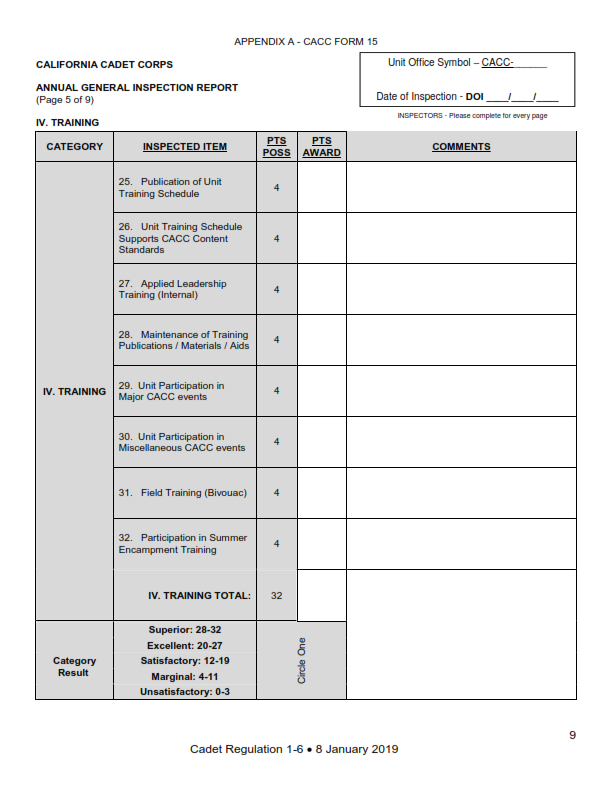 APPENDIX A - CACC FORM 15
CALIFORNIA CADET CORPS
Unit Office Symbol – CACC-______
ANNUAL GENERAL INSPECTION REPORT
(Page 5 of 9)
Date of Inspection - DOI ____/____/____
INSPECTORS - Please complete for every page
IV. TRAINING
CATEGORY INSPECTED ITEM PTS POSS PTS AWARD COMMENTS
IV. TRAINING
25. Publication of Unit
Training Schedule
4
26. Unit Training Schedule
Supports CACC Content
Standards
4
27. Applied Leadership
Training (Internal)
4
28. Maintenance of Training
Publications / Materials / Aids
4
29. Unit Participation in
Major CACC events
4
30. Unit Participation in
Miscellaneous CACC events
4
31. Field Training (Bivouac)
4
32. Participation in Summer
Encampment Training
4
IV. TRAINING TOTAL: 32
Category
Result
Superior: 28-32
Excellent: 20-27
Satisfactory: 12-19
Marginal: 4-11
Unsatisfactory: 0-3
Circle One
9
Cadet Regulation 1-6 • 8 January 2019